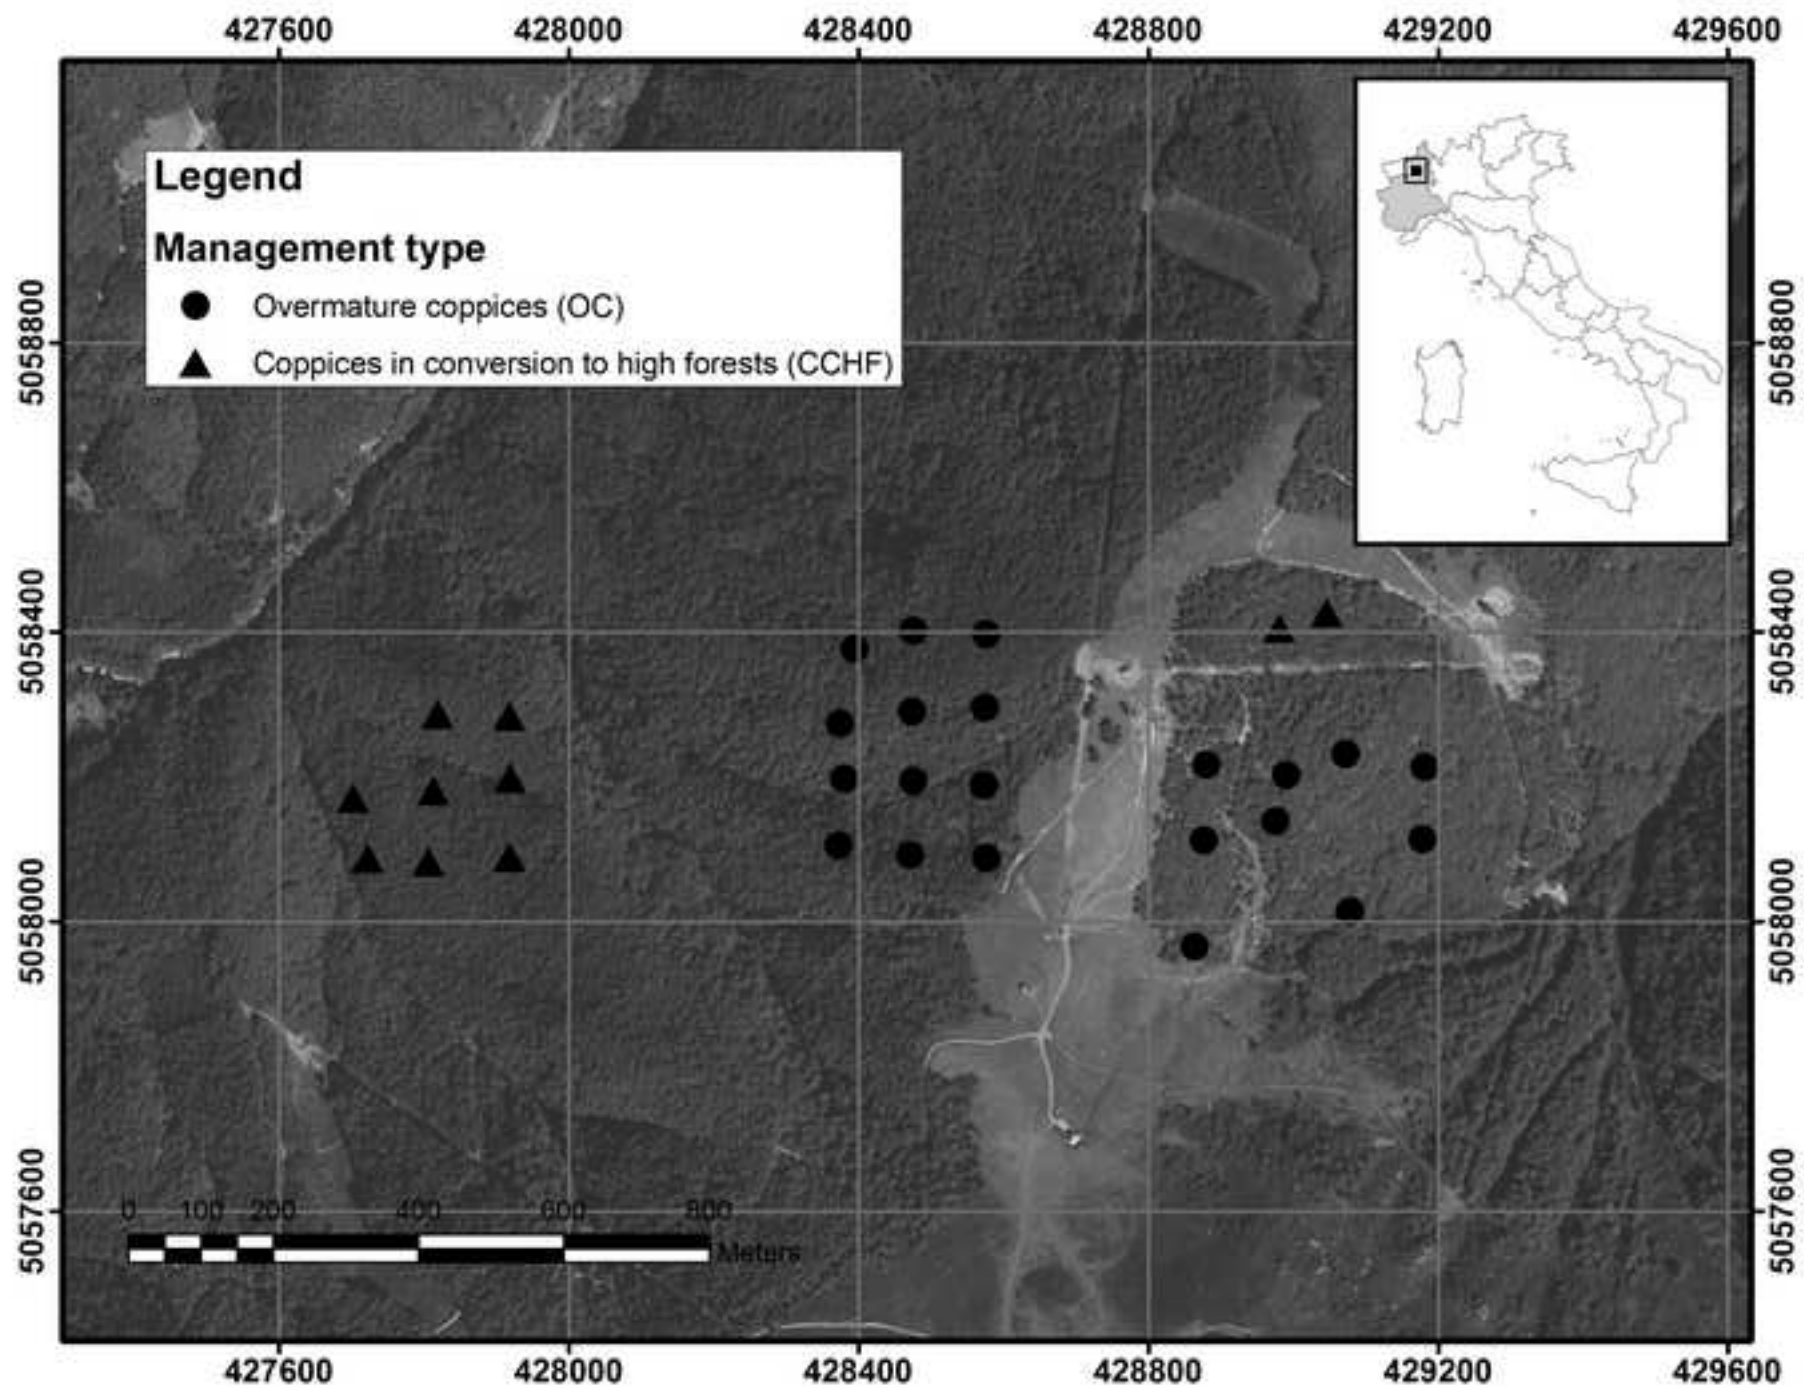 427600 428000 428400 428800 429200 429600
Legend
Management type
Overmature coppices (OC)
Coppices in conversion to high forests (CCHF)
5058800 5058800
5058400 5058400
5058000 5058000
5057600 5057600
0 100 200 400 600 800
Meters
427600 428000 428400 428800 429200 429600